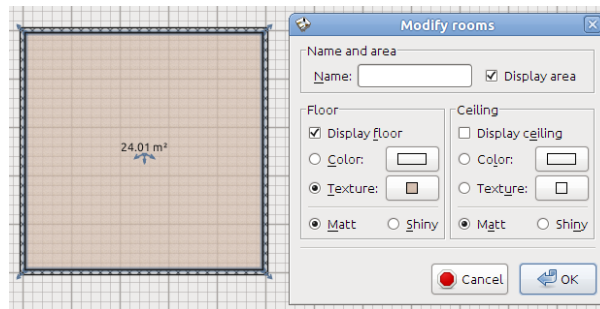 24.01 m²
Modify rooms
Name and area
Name:
Display area
Floor
Display floor
Color:
Texture:
Matt Shiny
Ceiling
Display ceiling
Color:
Texture:
Matt Shiny
Cancel OK